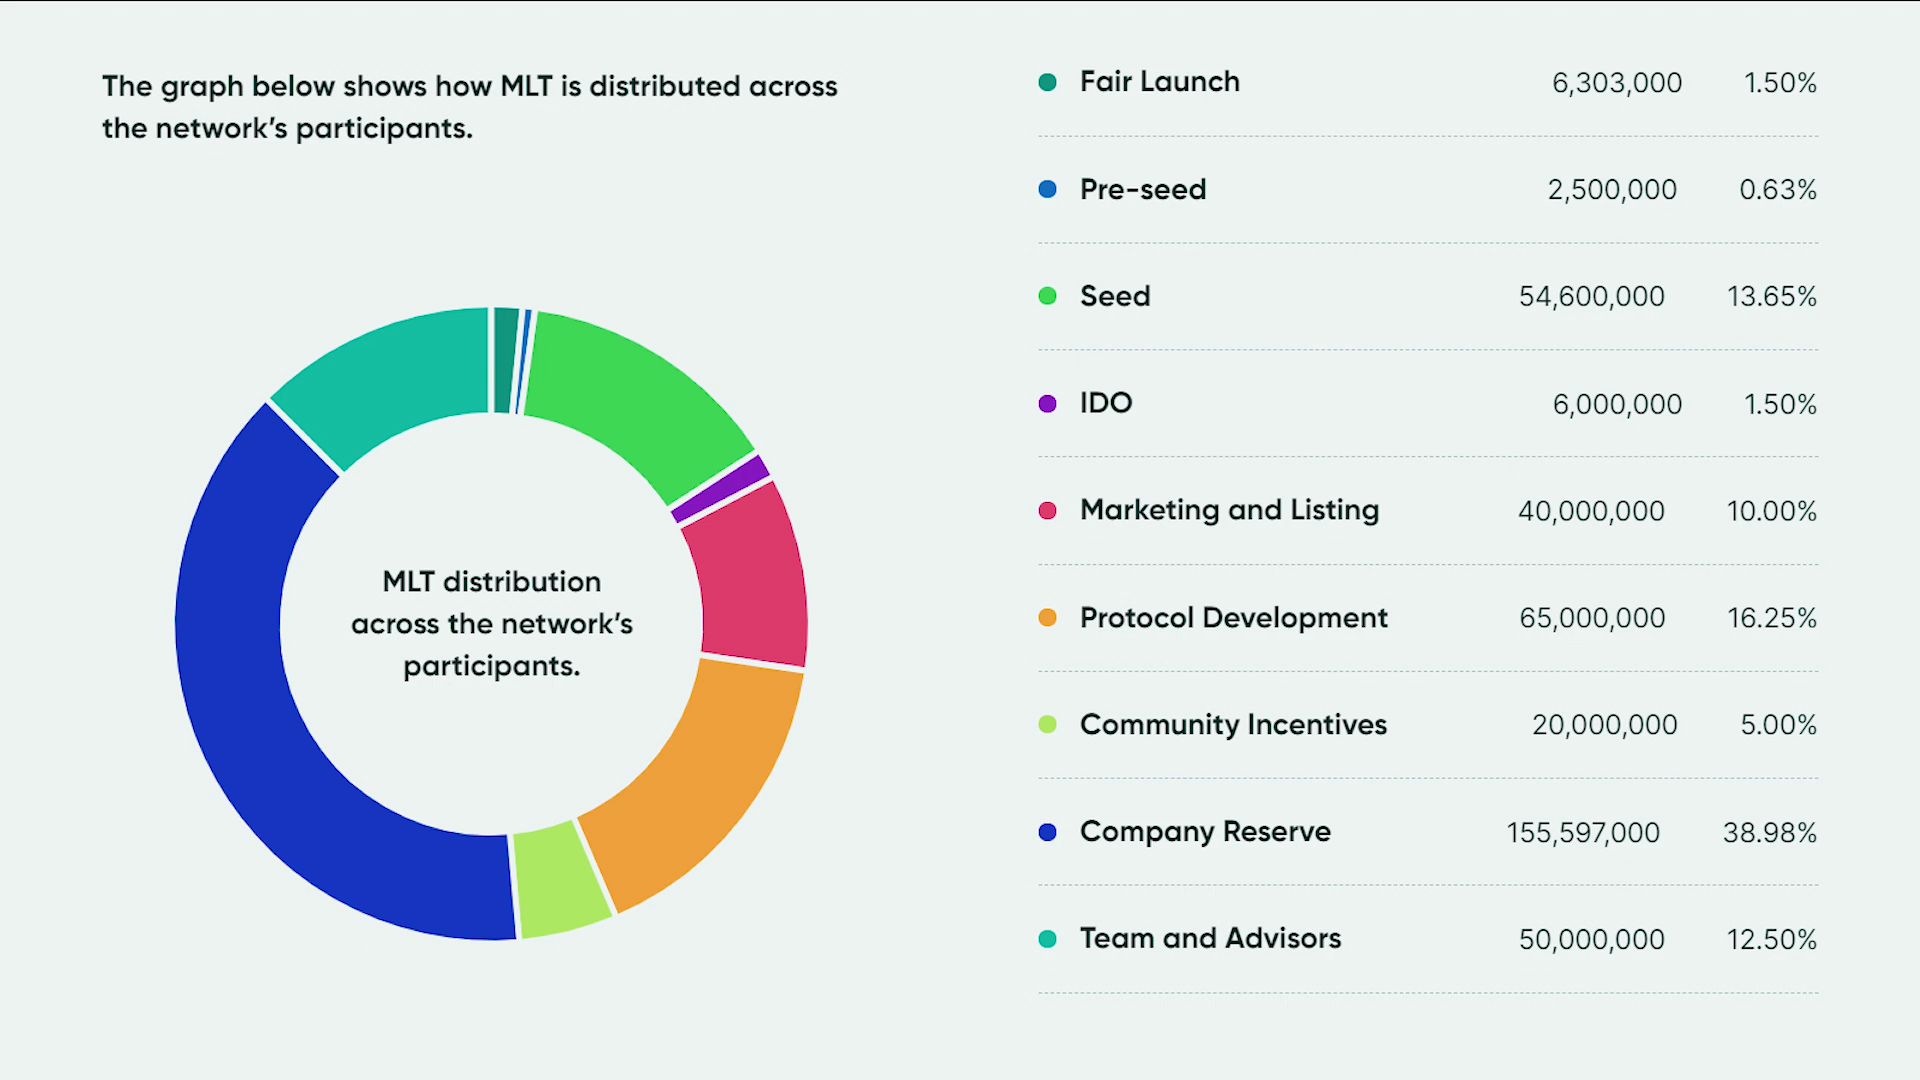 The graph below shows how MLT is distributed across
the network's participants.
MLT distribution
across the network's
participants.
Fair Launch 6,303,000 1.50%
Pre-seed 2,500,000 0.63%
Seed 54,600,000 13.65%
IDO 6,000,000 1.50%
Marketing and Listing 40,000,000 10.00%
Protocol Development 65,000,000 16.25%
Community Incentives 20,000,000 5.00%
Company Reserve 155,597,000 38.98%
Team and Advisors 50,000,000 12.50%